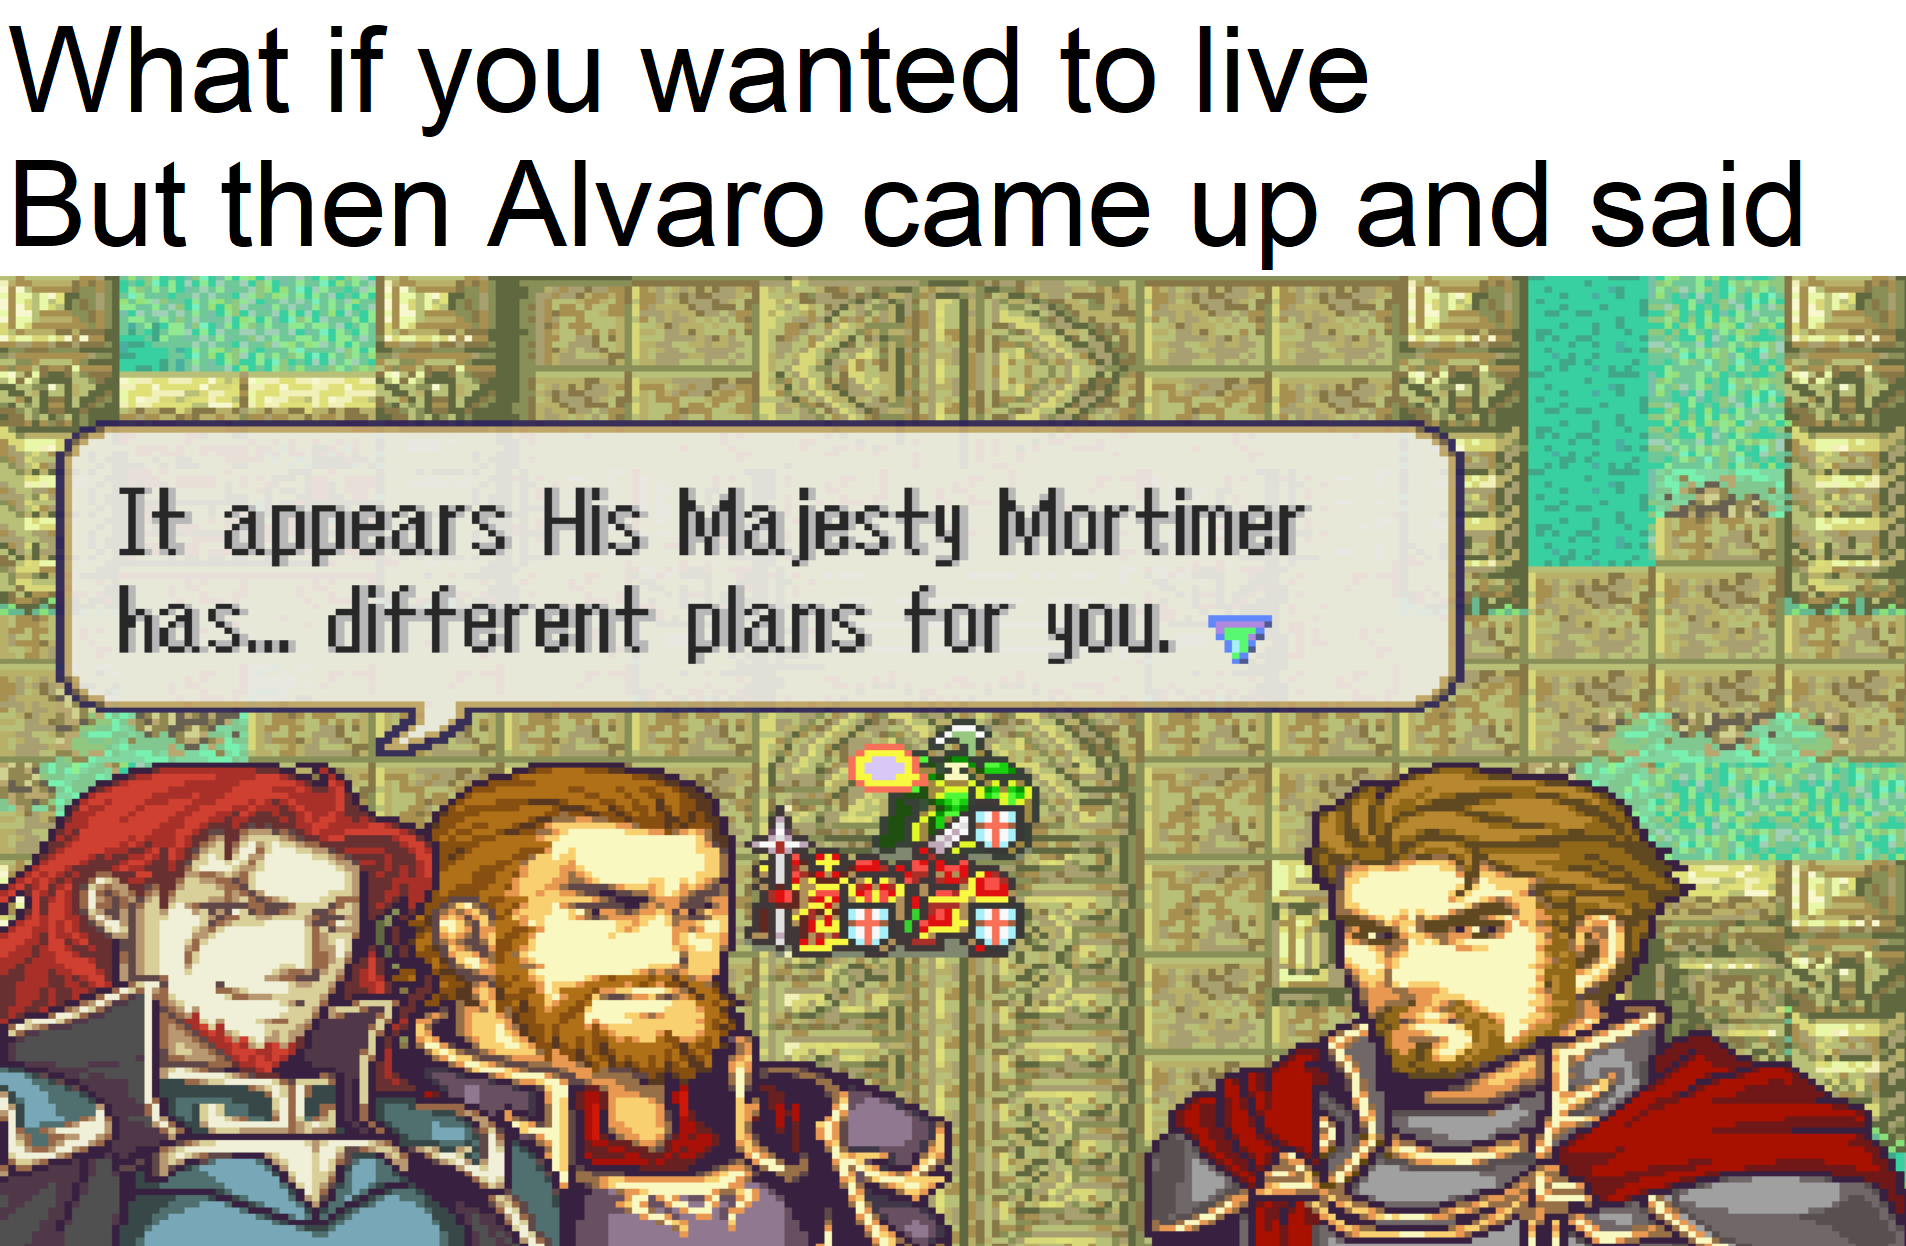 What if you wanted to live
But then Alvaro came up and said
It appears His Majesty Mortimer
has... different plans for you.